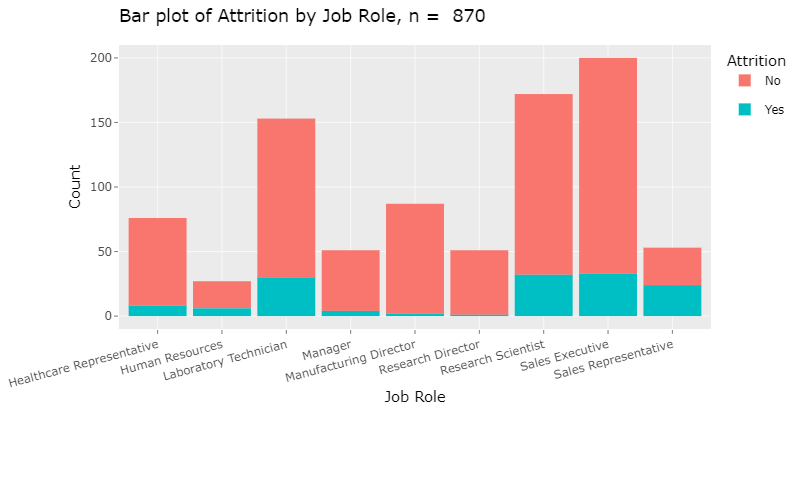 Bar plot of Attrition by Job Role, n =  870
Attrition
No
Yes
Count
200
150
100
50
0
Healthcare Representative
Human Resources
Laboratory Technician
Manager
Manufacturing Director
Research Director
Research Scientist
Sales Executive
Sales Representative
Job Role